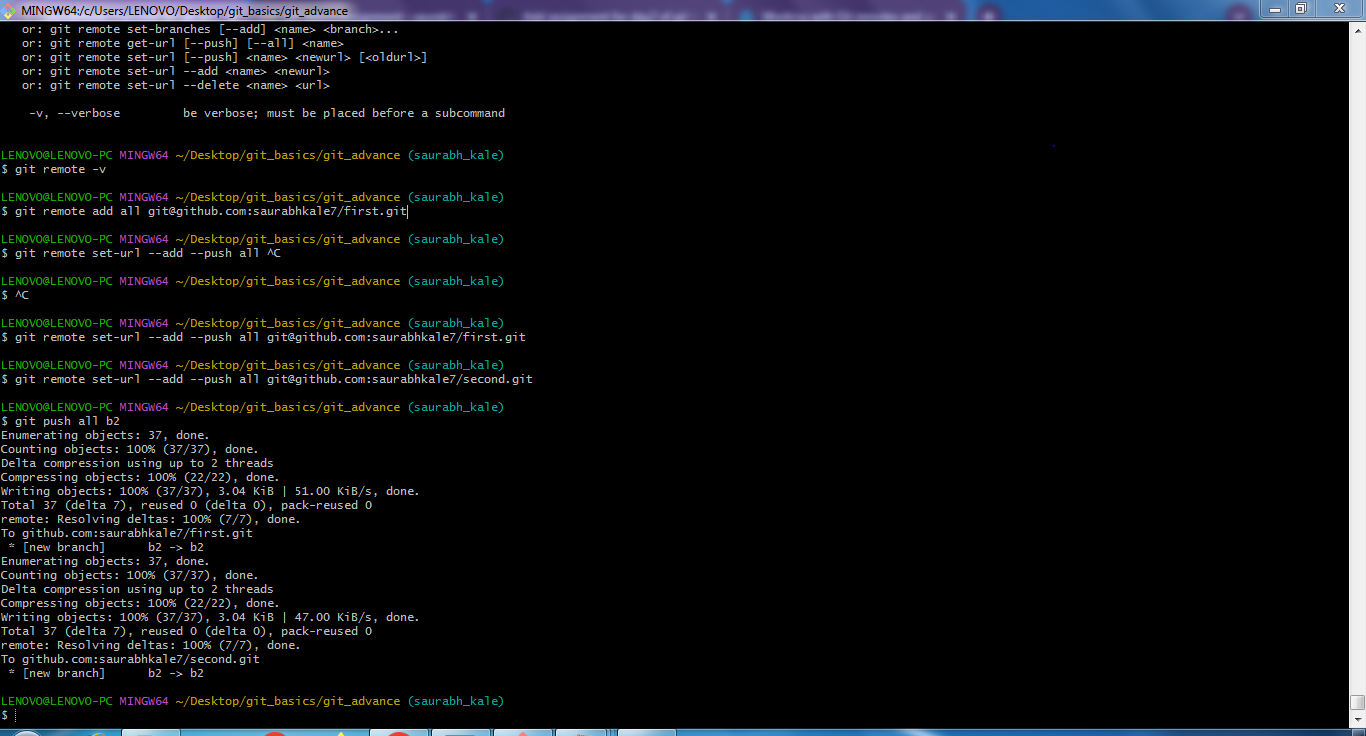 MINGW64:/c/Users/LENOVO/Desktop/git_basics/git_advance
or: git remote set-branches [--add] <name> <branch>...
or: git remote get-url [--push] [--all] <name>
or: git remote set-url [--push] <name> <newurl> [<oldurl>]
or: git remote set-url --add <name> <newurl>
or: git remote set-url --delete <name> <url>
-v, --verbose         be verbose; must be placed before a subcommand
LENOVO@LENOVO-PC MINGW64 ~/Desktop/git_basics/git_advance (saurabh_kale)
$ git remote -v
LENOVO@LENOVO-PC MINGW64 ~/Desktop/git_basics/git_advance (saurabh_kale)
$ git remote add all git@github.com:saurabhkale7/first.git
LENOVO@LENOVO-PC MINGW64 ~/Desktop/git_basics/git_advance (saurabh_kale)
$ git remote set-url --add --push all ^C
LENOVO@LENOVO-PC MINGW64 ~/Desktop/git_basics/git_advance (saurabh_kale)
$ ^C
LENOVO@LENOVO-PC MINGW64 ~/Desktop/git_basics/git_advance (saurabh_kale)
$ git remote set-url --add --push all git@github.com:saurabhkale7/first.git
LENOVO@LENOVO-PC MINGW64 ~/Desktop/git_basics/git_advance (saurabh_kale)
$ git remote set-url --add --push all git@github.com:saurabhkale7/second.git
LENOVO@LENOVO-PC MINGW64 ~/Desktop/git_basics/git_advance (saurabh_kale)
$ git push all b2
Enumerating objects: 37, done.
Counting objects: 100% (37/37), done.
Delta compression using up to 2 threads
Compressing objects: 100% (22/22), done.
Writing objects: 100% (37/37), 3.04 KiB | 51.00 KiB/s, done.
Total 37 (delta 7), reused 0 (delta 0), pack-reused 0
remote: Resolving deltas: 100% (7/7), done.
To github.com:saurabhkale7/first.git
* [new branch]      b2 -> b2
Enumerating objects: 37, done.
Counting objects: 100% (37/37), done.
Delta compression using up to 2 threads
Compressing objects: 100% (22/22), done.
Writing objects: 100% (37/37), 3.04 KiB | 47.00 KiB/s, done.
Total 37 (delta 7), reused 0 (delta 0), pack-reused 0
remote: Resolving deltas: 100% (7/7), done.
To github.com:saurabhkale7/second.git
* [new branch]      b2 -> b2
LENOVO@LENOVO-PC MINGW64 ~/Desktop/git_basics/git_advance (saurabh_kale)
$